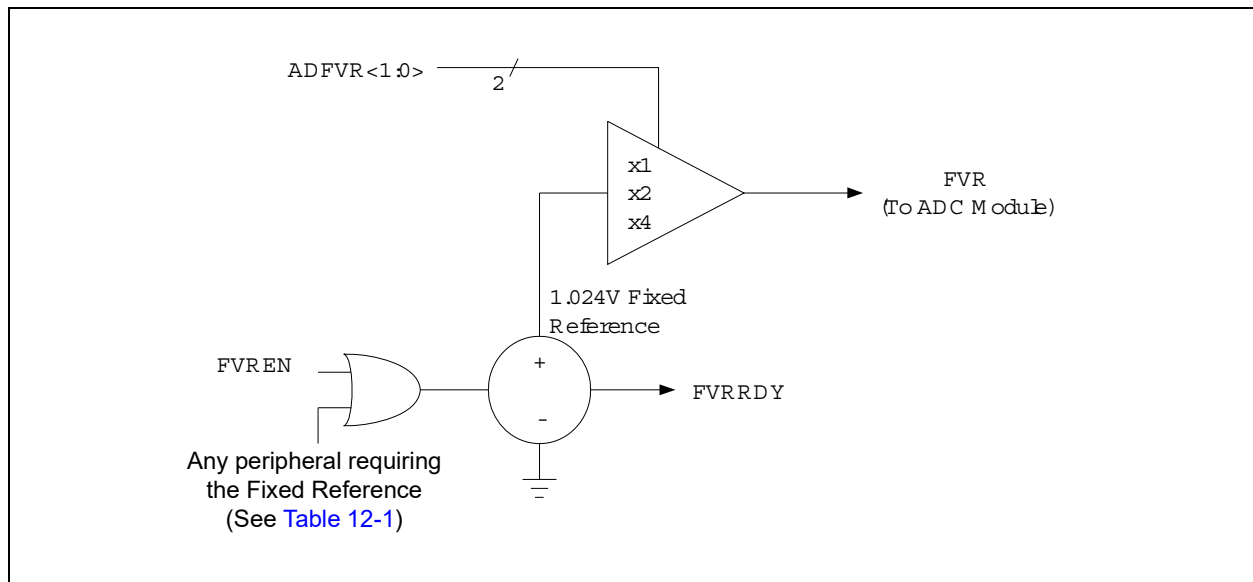 ADFVR<1:0>
2
x1
x2
x4
FVR
(To ADC Module)
1.024V Fixed
Reference
FVREN
+
-
FVRRDY
Any peripheral requiring
the Fixed Reference
(See Table 12-1)